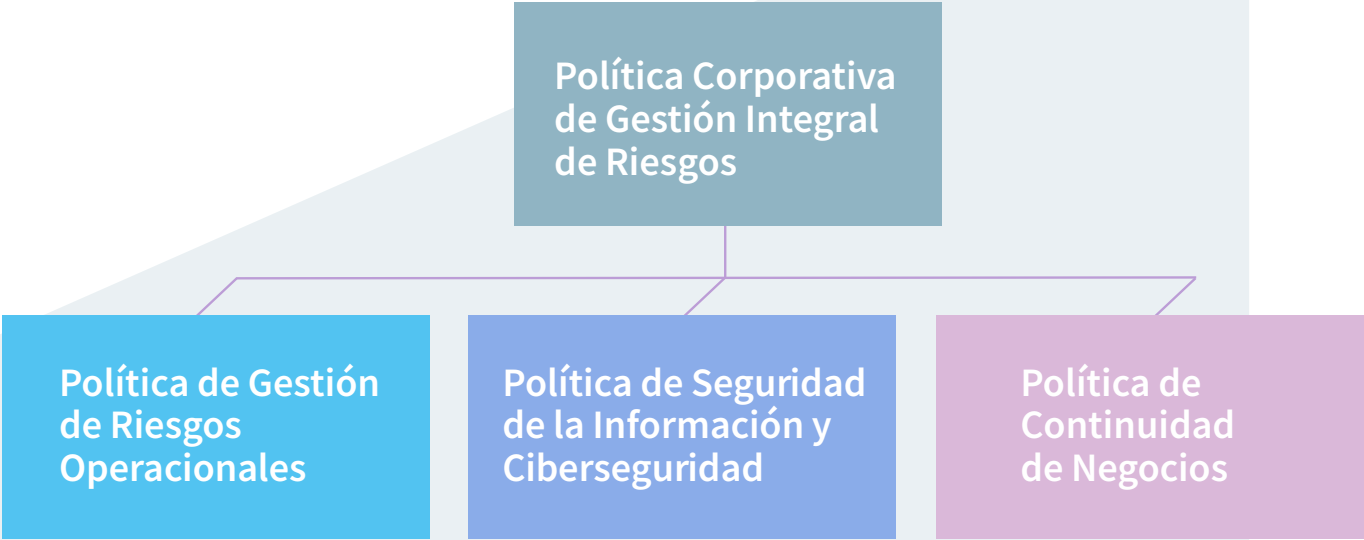 Política Corporativa
de Gestión Integral
de Riesgos
Política de Gestión
de Riesgos
Operacionales
Política de Seguridad
de la Información y
Ciberseguridad
Política de
Continuidad
de Negocios